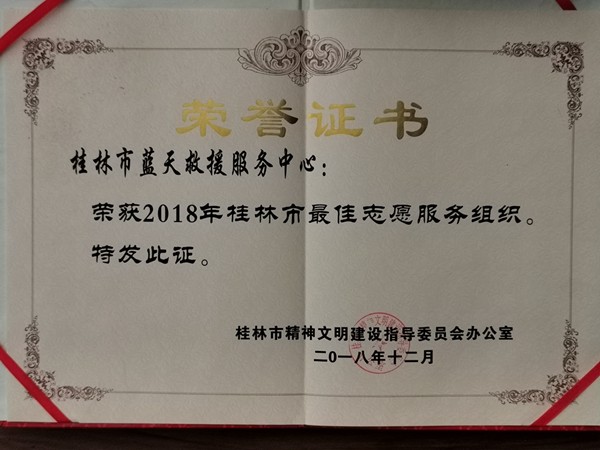 荣誉证书
桂林市蓝天救援服务中心：
荣获2018年桂林市最佳志愿服务组织。
特发此证。
桂林市精神文明建设指导委员会办公室
二0一八年十二月